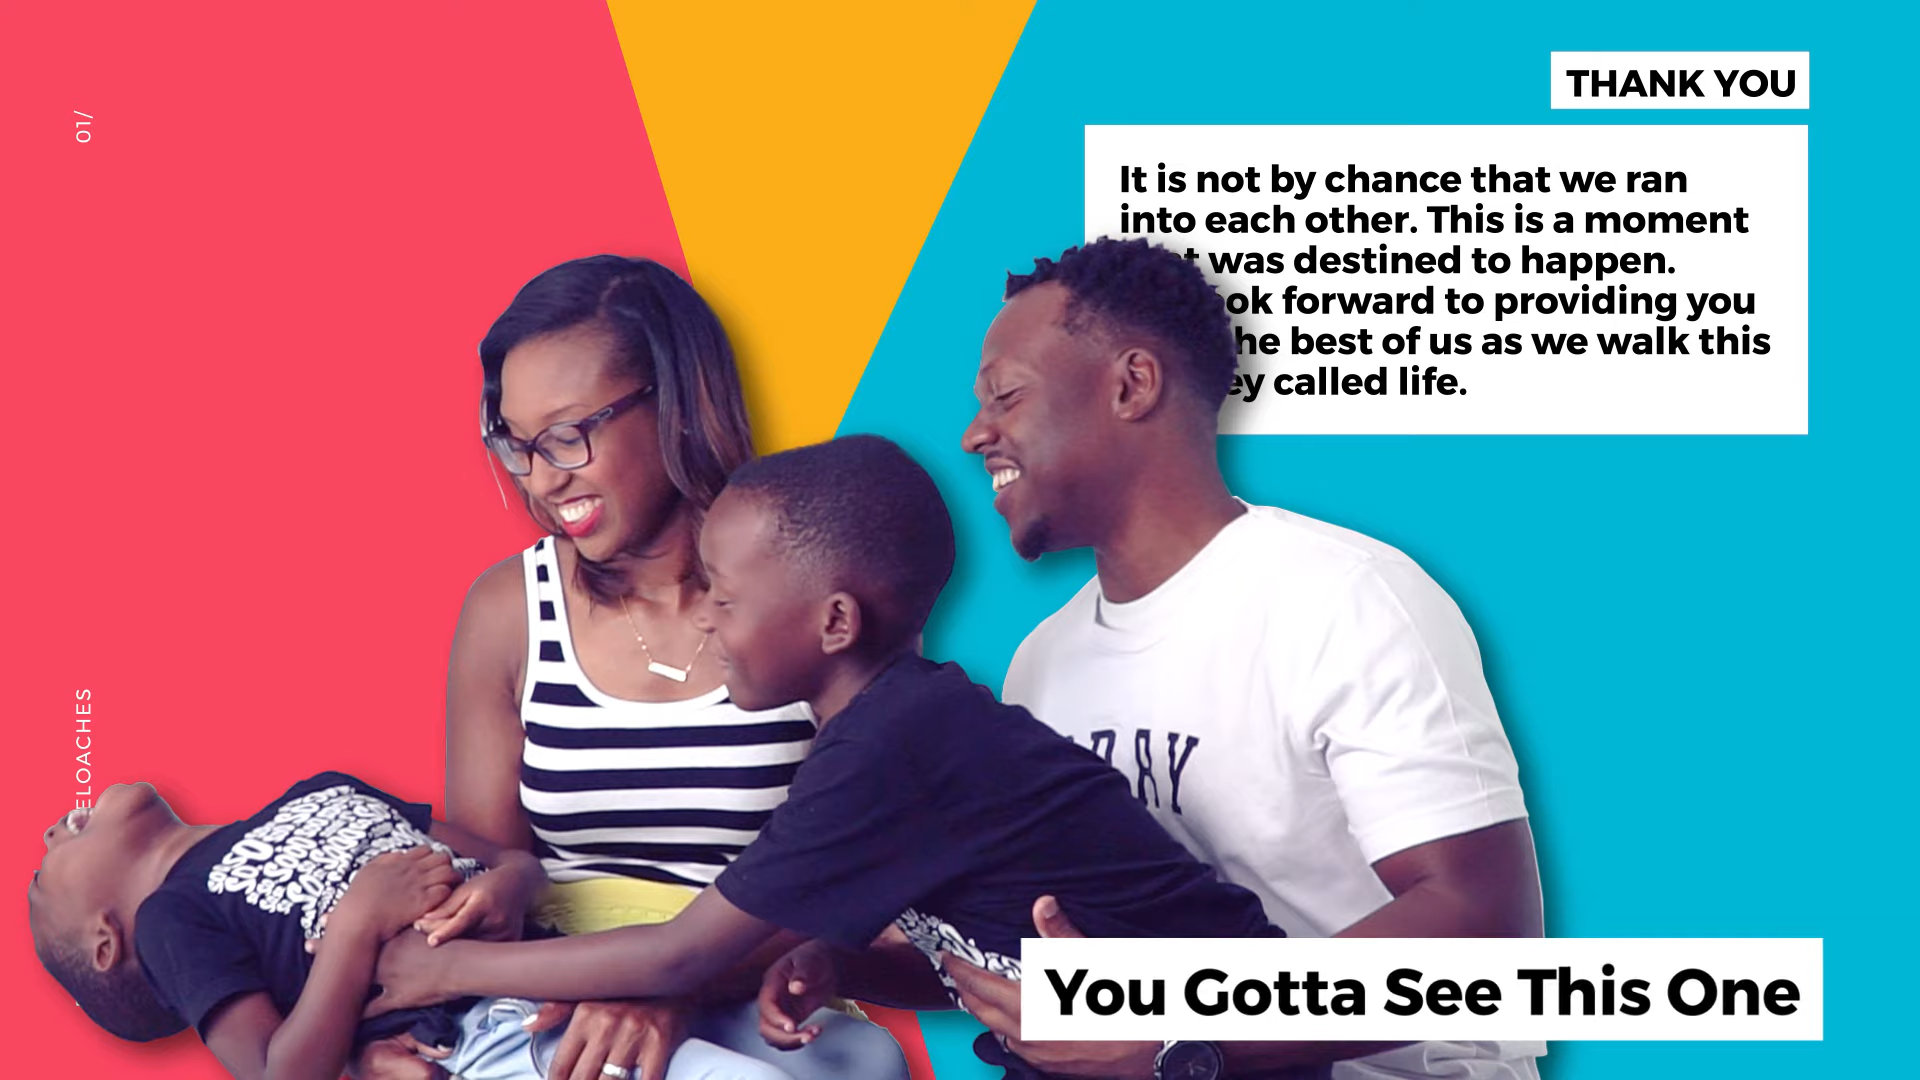 01/
THANK YOU
It is not by chance that we ran
into each other. This is a moment
was destined to happen.
forward to providing you
best of us as we walk this
called life.
ELOACHES
You Gotta See This One